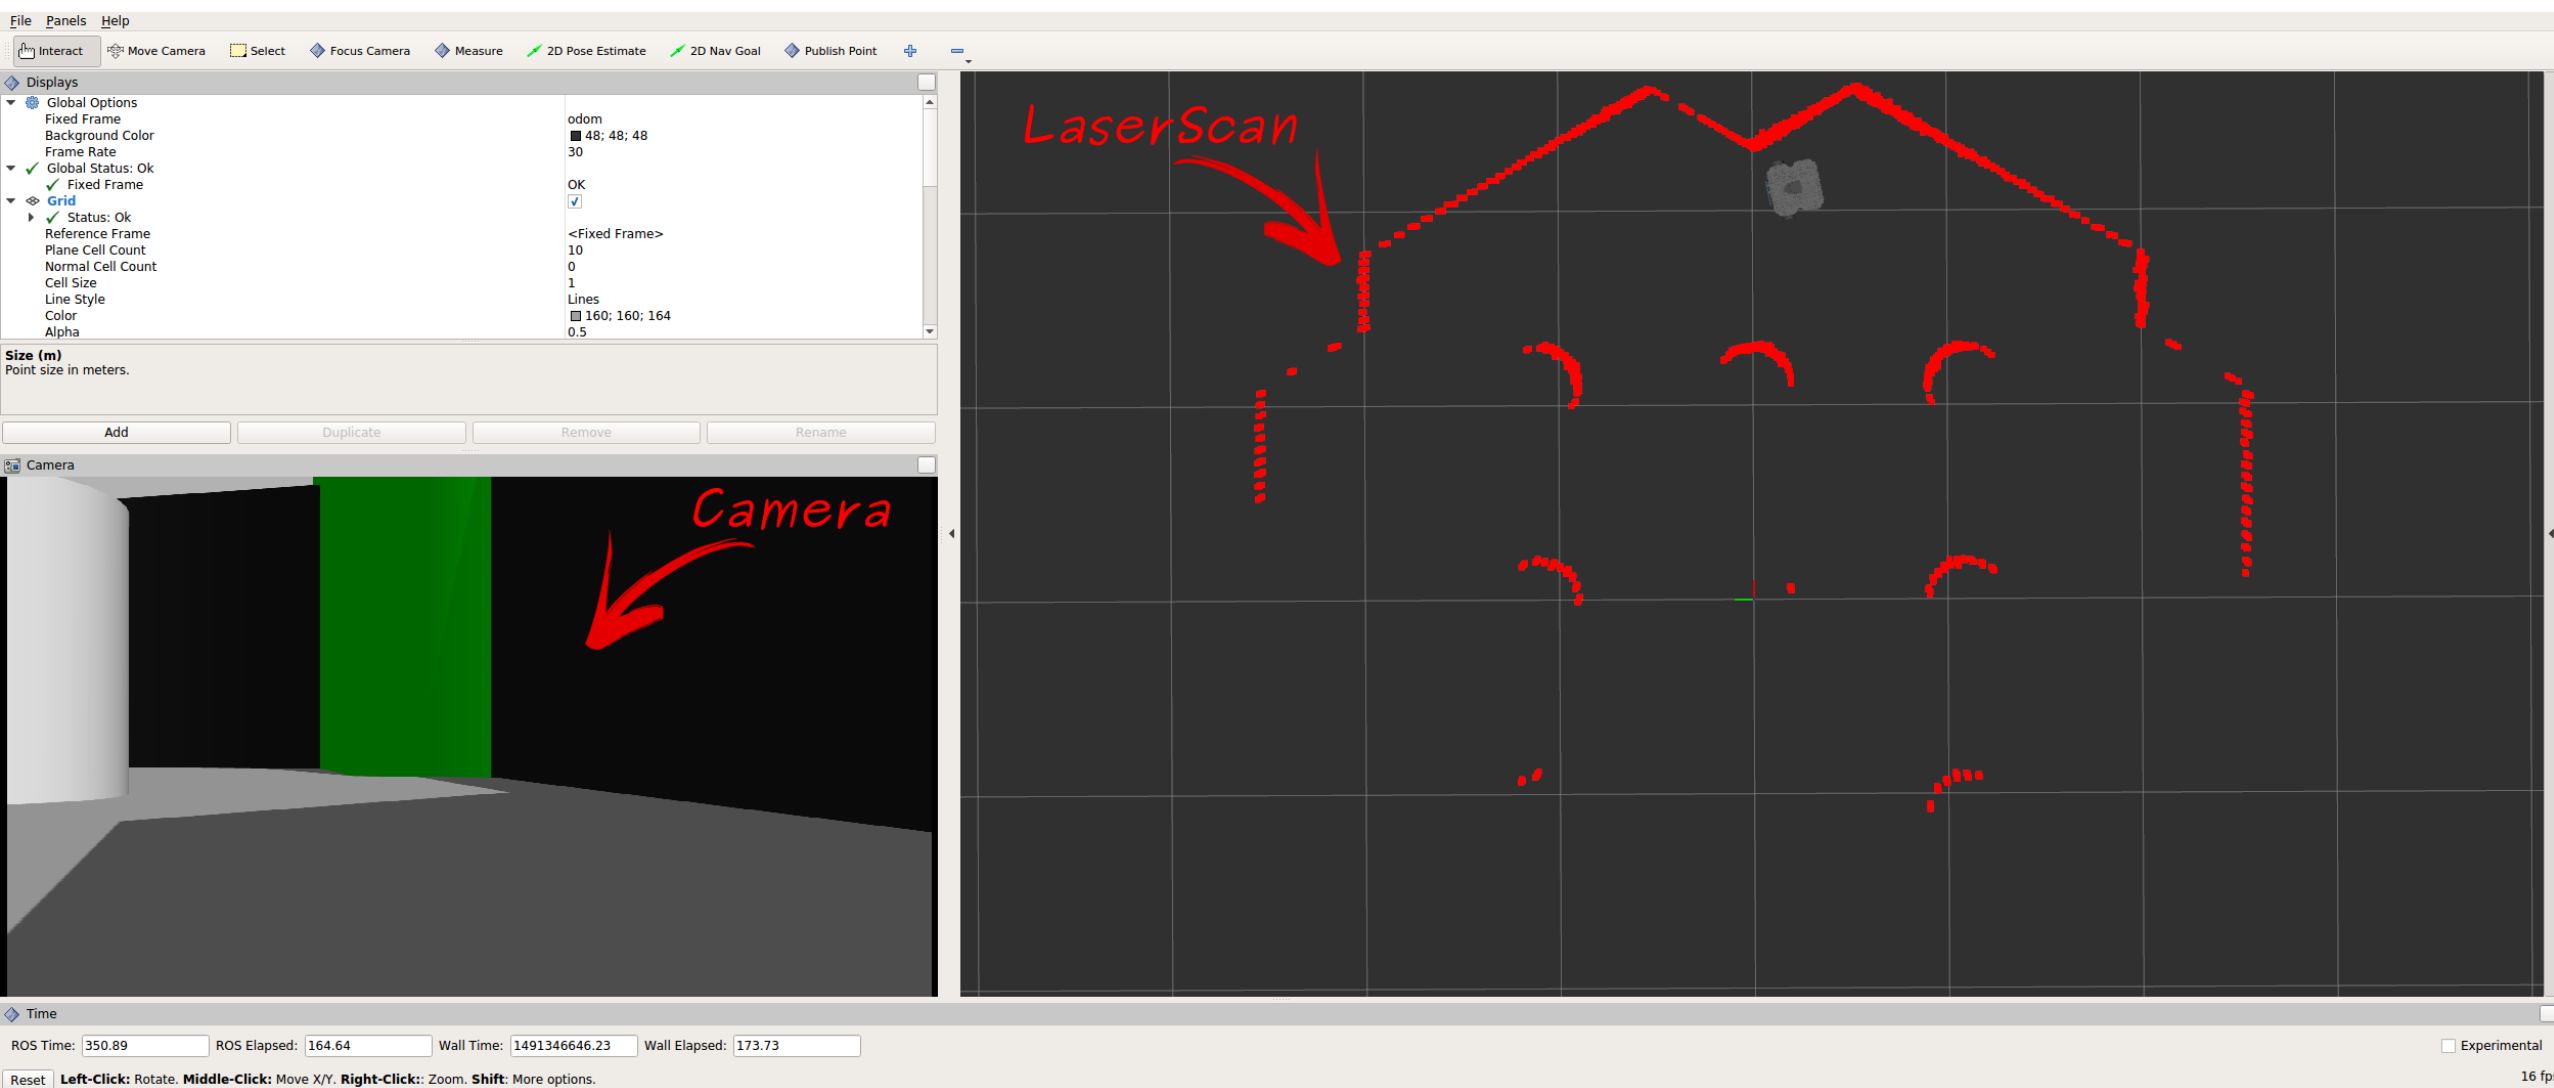 File Panels Help
Interact Move Camera Select Focus Camera Measure 2D Pose Estimate 2D Nav Goal Publish Point
Displays
Global Options
Fixed Frame odom
Background Color 48; 48; 48
Frame Rate 30
Global Status: Ok
Fixed Frame OK
Grid
Status: Ok
Reference Frame <Fixed Frame>
Plane Cell Count 10
Normal Cell Count 0
Cell Size 1
Line Style Lines
Color 160; 160; 164
Alpha 0.5
Size (m)
Point size in meters.
Add Duplicate Remove Rename
Camera
Camera
LaserScan
Time
ROS Time: 350.89 ROS Elapsed: 164.64 Wall Time: 1491346646.23 Wall Elapsed: 173.73 Experimental
Reset Left-Click: Rotate. Middle-Click: Move X/Y. Right-Click:: Zoom. Shift: More options. 16 fp